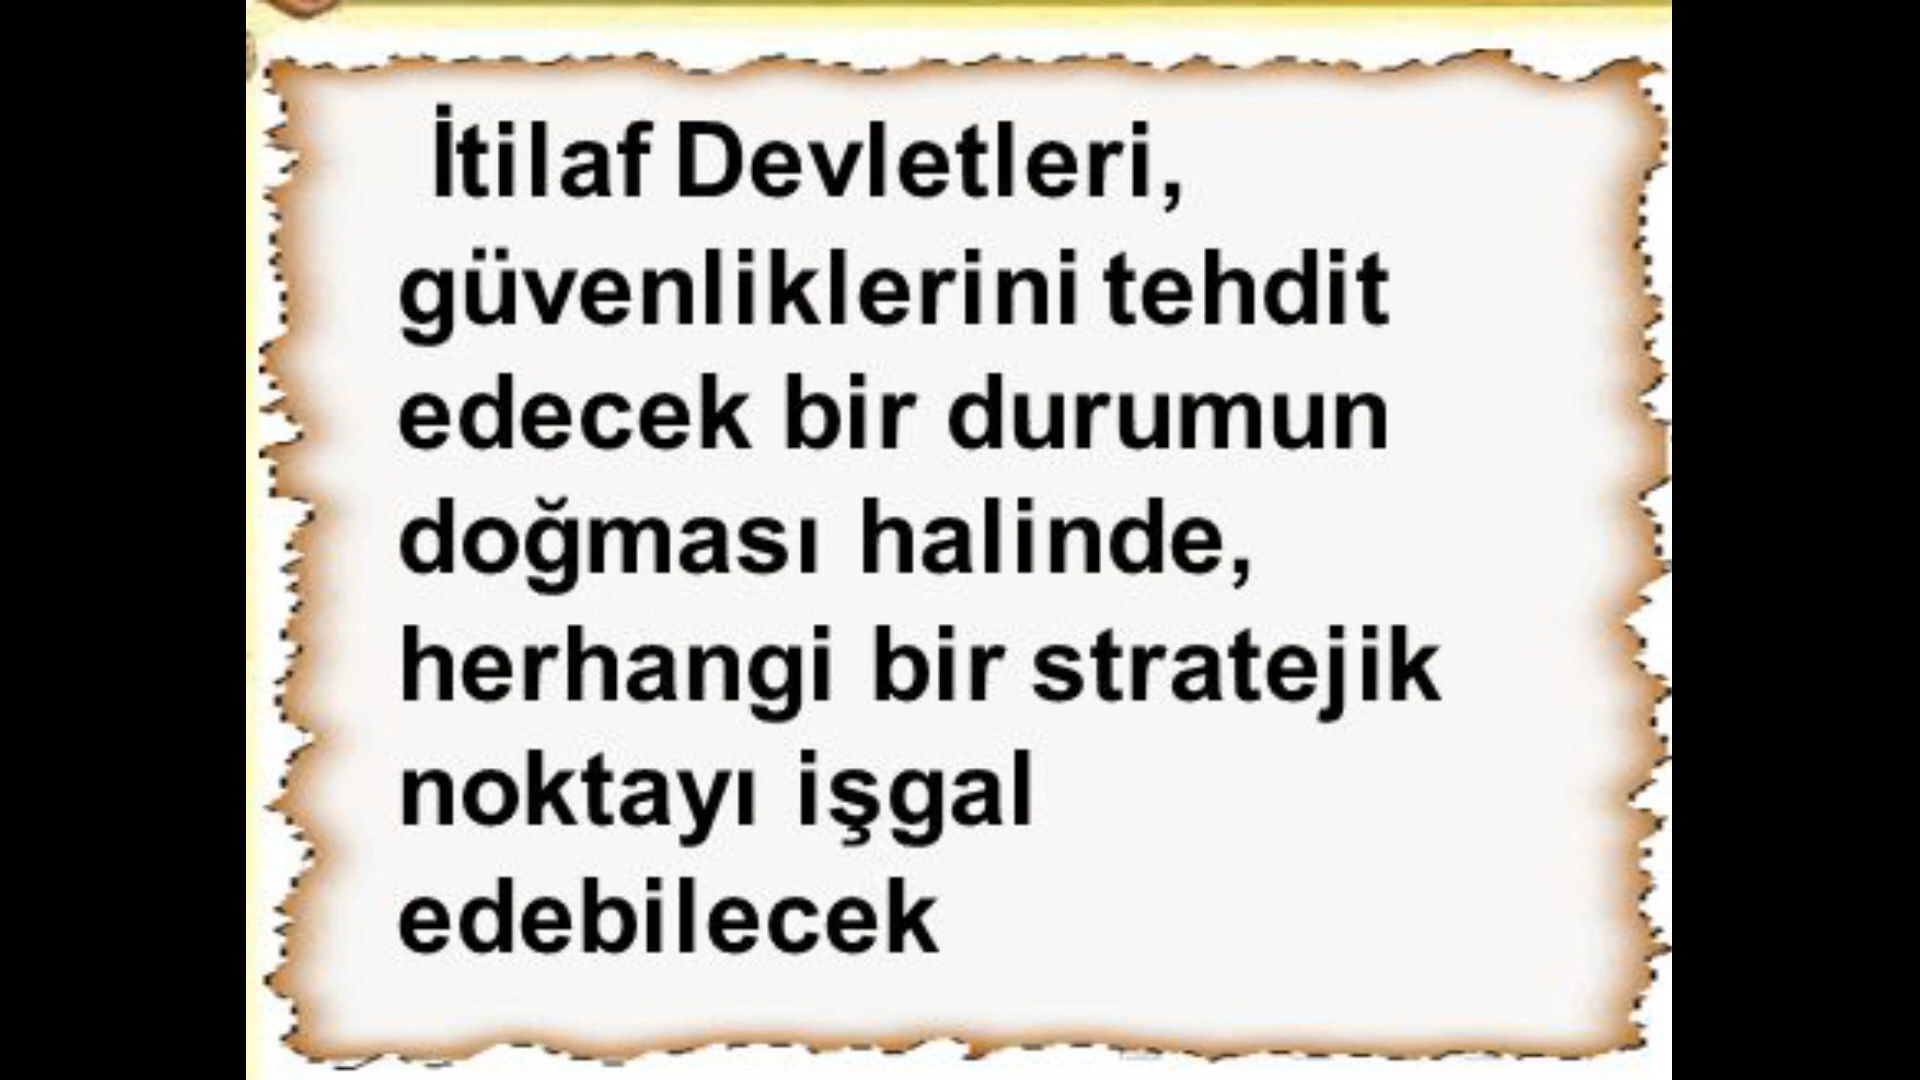 İtilaf Devletleri,
güvenliklerini tehdit
edecek bir durumun
doğması halinde,
herhangi bir stratejik
noktayı işgal
edebilecek